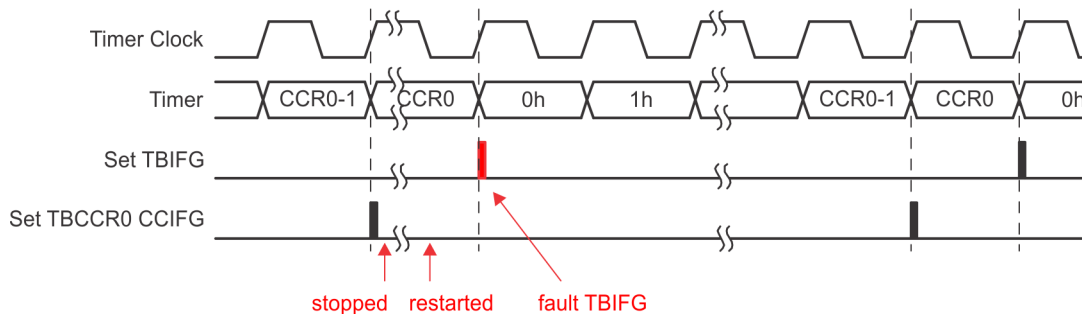 Timer Clock
Timer CCR0-1 CCR0 0h 1h CCR0-1 CCR0 0h
Set TBIFG
Set TBCCR0 CCIFG
stopped restarted fault TBIFG